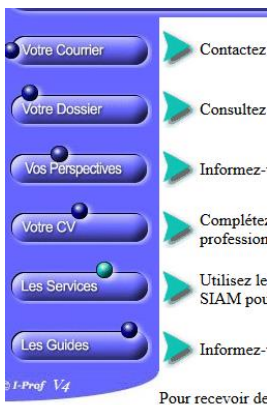 Votre Courrier
Contactez
Votre Dossier
Consultez
Vos Perspectives
Informez-
Votre CV
Complétez
profession
Les Services
Utilisez le
SIAM pou
Les Guides
Informez-
© I-Prof V4
Pour recevoir de